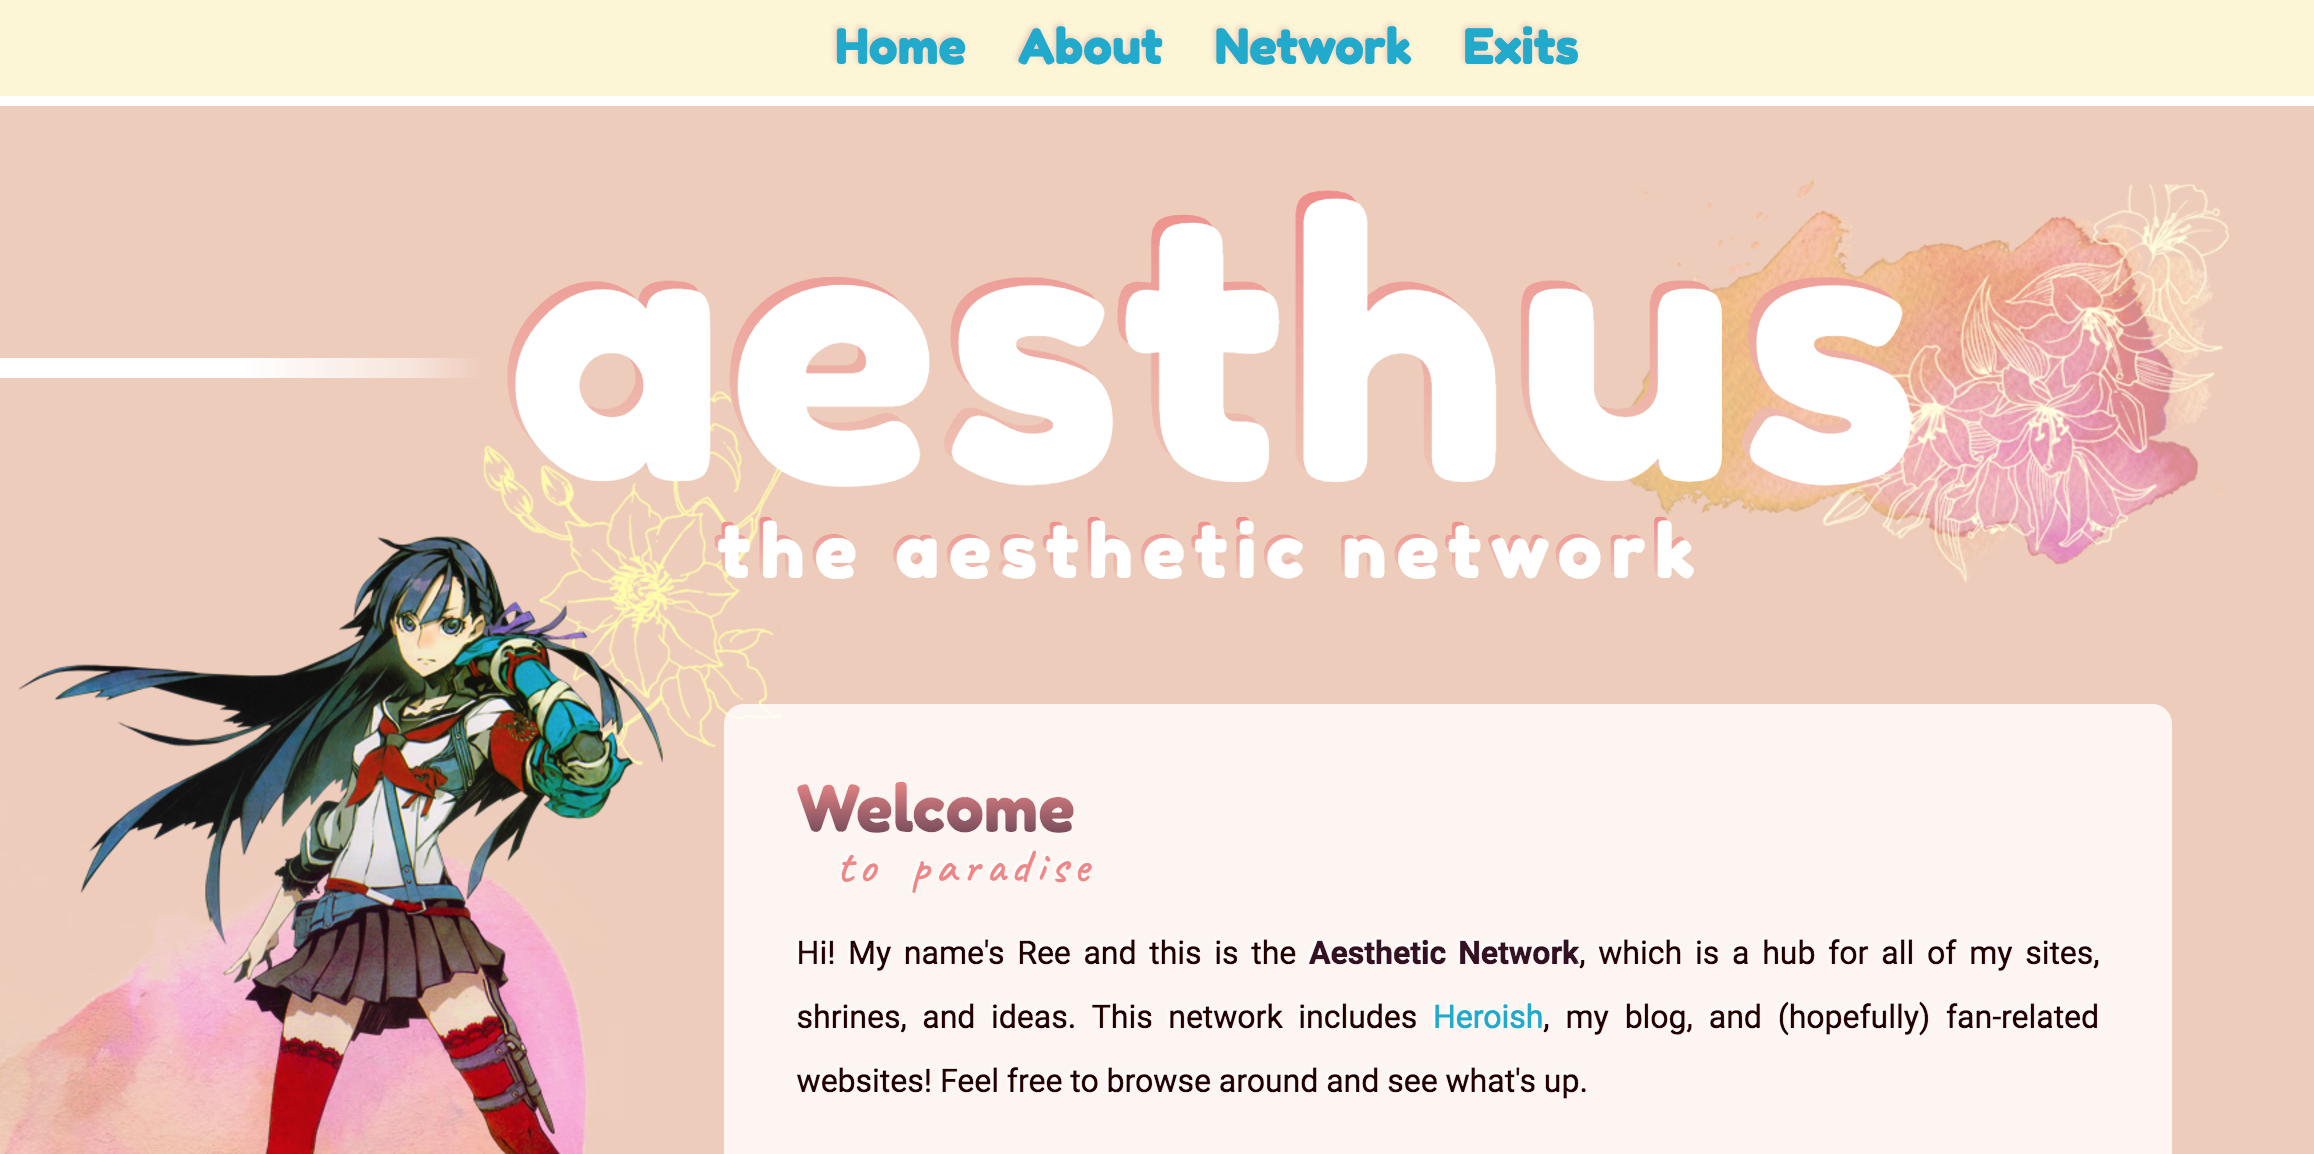 Home About Network Exits
aesthus
the aesthetic network
Welcome
to paradise
Hi! My name's Ree and this is the Aesthetic Network, which is a hub for all of my sites,
shrines, and ideas. This network includes Heroish, my blog, and (hopefully) fan-related
websites! Feel free to browse around and see what's up.